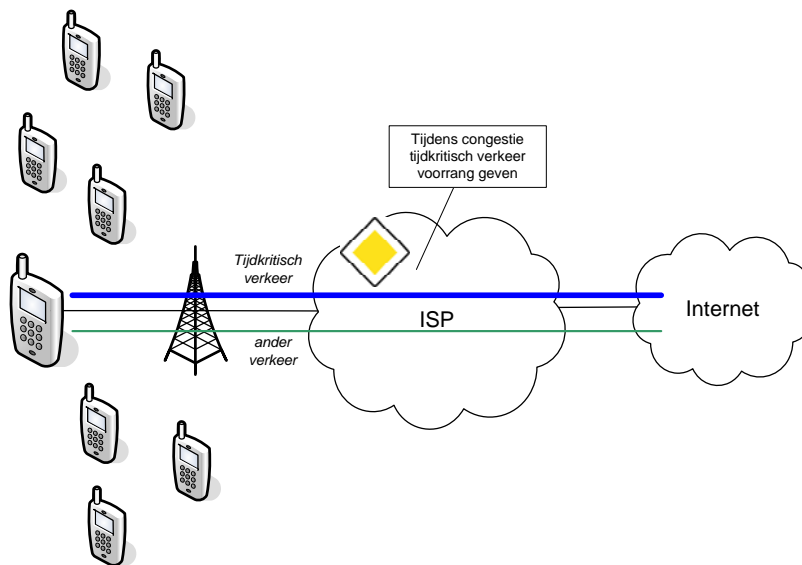 Tijdens congestie
tijdkritisch verkeer
voorrang geven
Tijdkritisch
verkeer
ISP
Internet
ander
verkeer